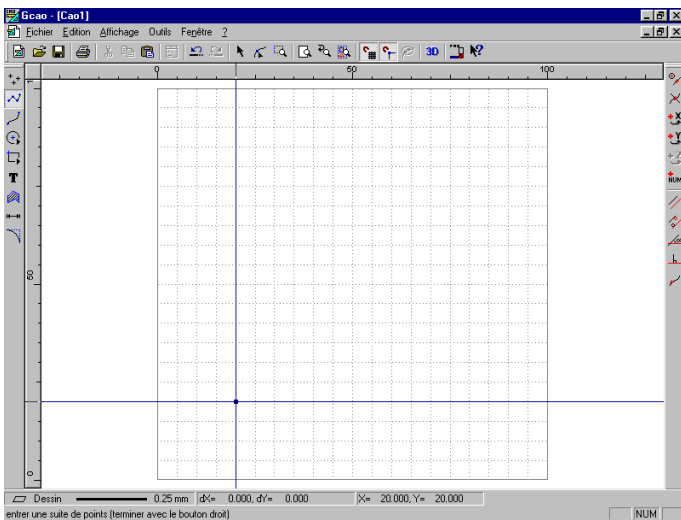 Gcao - [Cao1]
Fichier Edition Affichage Outils Fenêtre ?
3D
0 50 100
T
50
0
X
Y
Z
NUM
Dessin 0.25 mm dX= 0.000, dY= 0.000 X= 20.000, Y= 20.000
entrer une suite de points (terminer avec le bouton droit) NUM